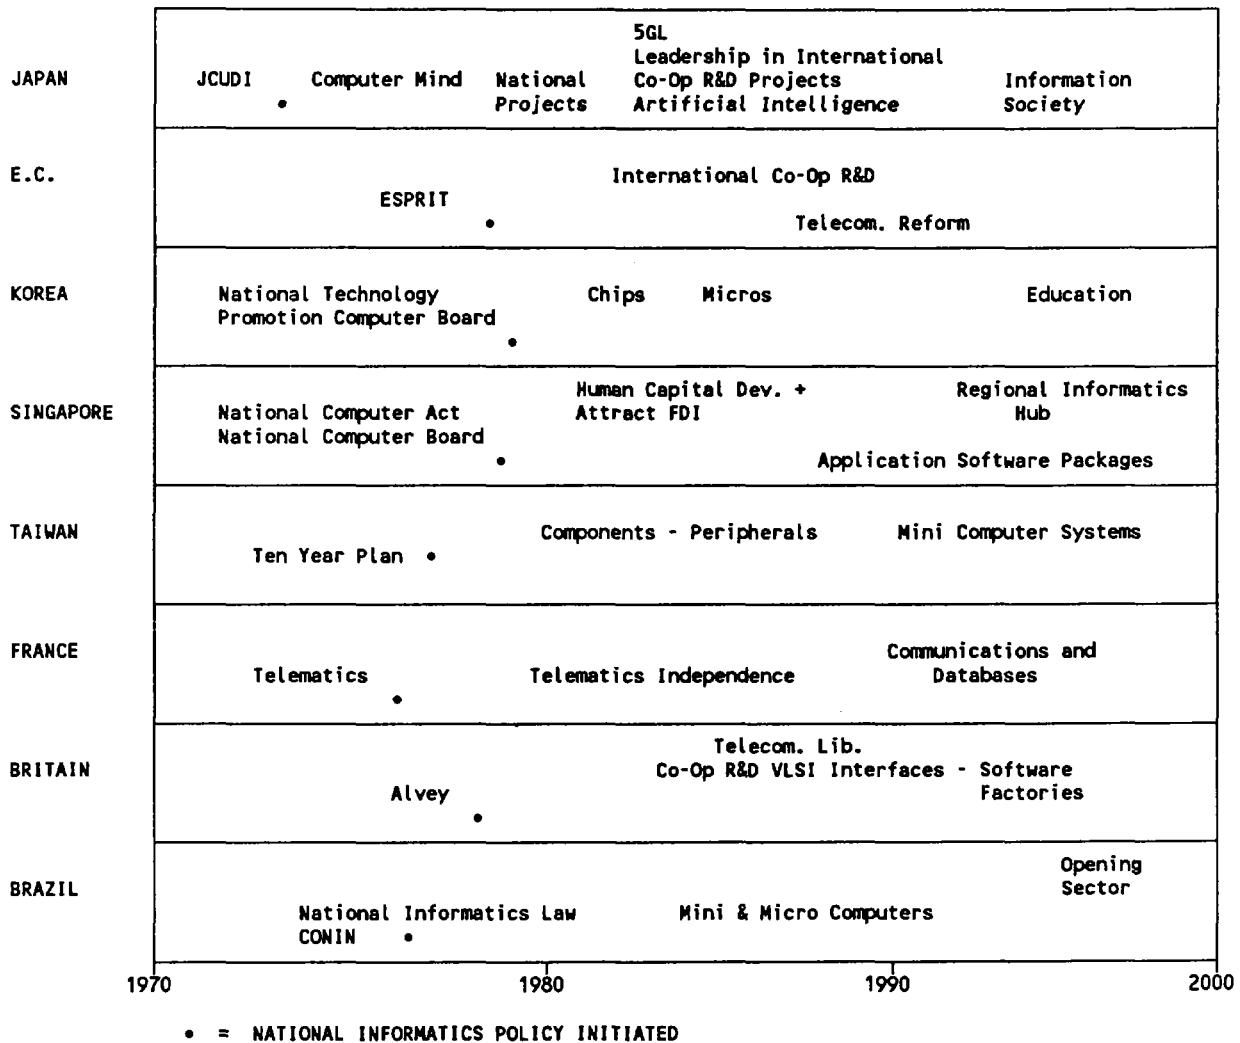 JAPAN
JCUDI
Computer Mind
National
Projects
5GL
Leadership in International
Co-Op R&D Projects
Artificial Intelligence
Information
Society
E.C.
ESPRIT
International Co-Op R&D
Telecom. Reform
KOREA
National Technology
Promotion Computer Board
Chips
Micros
Education
SINGAPORE
National Computer Act
National Computer Board
Human Capital Dev. +
Attract FDI
Regional Informatics
Hub
Application Software Packages
TAIWAN
Ten Year Plan
Components - Peripherals
Mini Computer Systems
FRANCE
Telematics
Telematics Independence
Communications and
Databases
BRITAIN
Alvey
Telecom. Lib.
Co-Op R&D VLSI Interfaces - Software
Factories
BRAZIL
National Informatics Law
CONIN
Mini & Micro Computers
Opening
Sector
1970 1980 1990 2000
• = NATIONAL INFORMATICS POLICY INITIATED